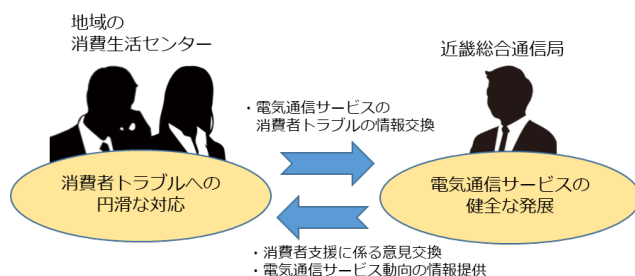 地域の
消費生活センター
近畿総合通信局
・電気通信サービスの
消費者トラブルの情報交換
消費者トラブルへの
円滑な対応
電気通信サービスの
健全な発展
・消費者支援に係る意見交換
・電気通信サービス動向の情報提供